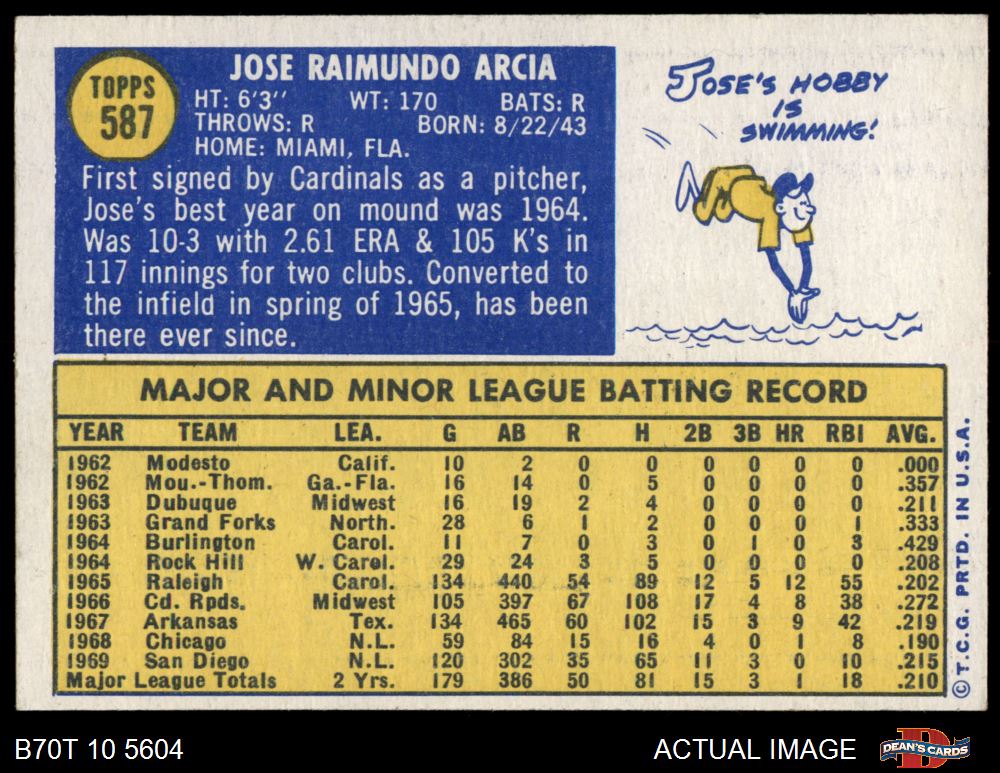 TOPPS
587
JOSE RAIMUNDO ARCIA
HT: 6'3'' WT: 170 BATS: R
THROWS: R BORN: 8/22/43
HOME: MIAMI, FLA.
First signed by Cardinals as a pitcher,
Jose's best year on mound was 1964.
Was 10-3 with 2.61 ERA & 105 K's in
117 innings for two clubs. Converted to
the infield in spring of 1965, has been
there ever since.
JOSE'S HOBBY
IS
SWIMMING!
MAJOR AND MINOR LEAGUE BATTING RECORD
YEAR TEAM LEA. G AB R H 2B 3B HR RBI AVG.
1962 Modesto Calif. 10 2 0 0 0 0 0 0 .000
1962 Mou.-Thom. Ga.-Fla. 16 14 0 5 0 0 0 0 .357
1963 Dubuque Midwest 16 19 2 4 0 0 0 0 .211
1963 Grand Forks North. 28 6 1 2 0 0 0 1 .333
1964 Burlington Carol. 11 7 0 3 0 1 0 3 .429
1964 Rock Hill W. Carol. 29 24 3 5 0 0 0 0 .208
1965 Raleigh Carol. 134 440 54 89 12 5 12 55 .202
1966 Cd. Rpds. Midwest 105 397 67 108 17 4 8 38 .272
1967 Arkansas Tex. 134 465 60 102 15 3 9 42 .219
1968 Chicago N.L. 59 84 15 16 4 0 1 8 .190
1969 San Diego N.L. 120 302 35 65 11 3 0 10 .215
Major League Totals 2 Yrs. 179 386 50 81 15 3 1 18 .210
© T.C.G. PRTD. IN U.S.A.
B70T 10 5604
ACTUAL IMAGE
B
DEAN'S CARDS